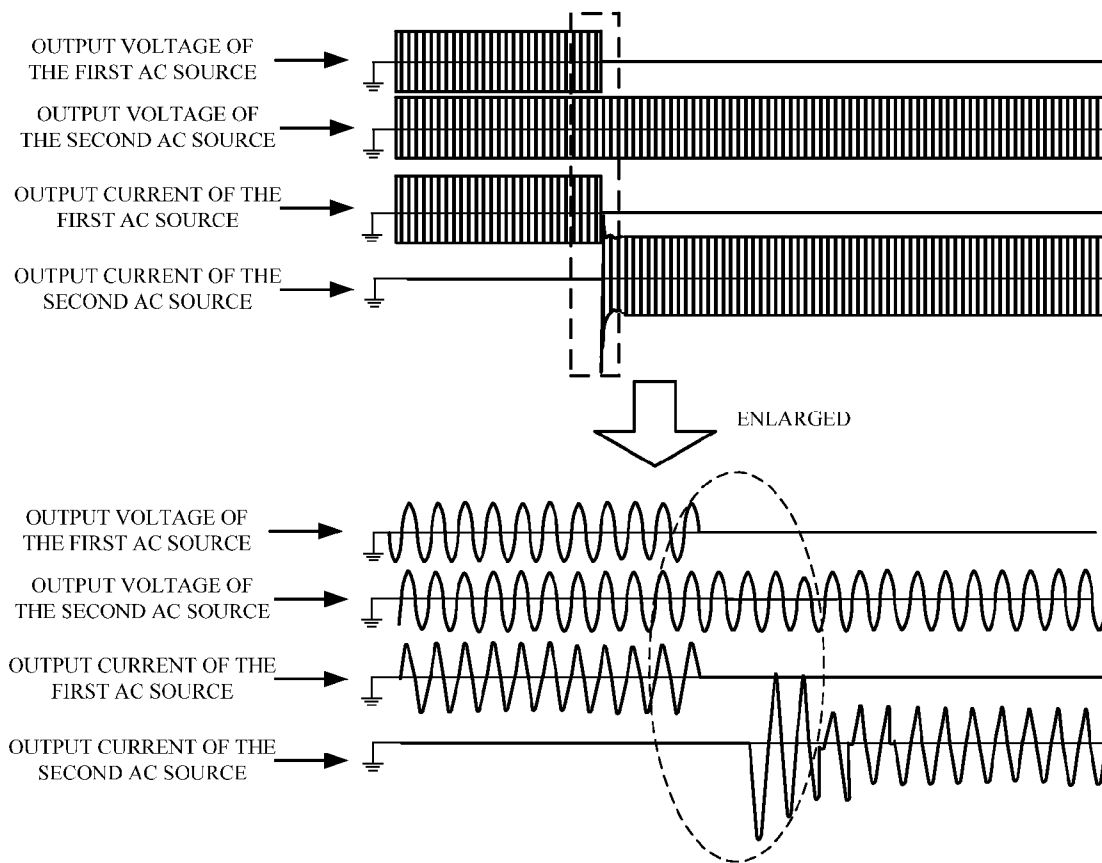 OUTPUT VOLTAGE OF
THE FIRST AC SOURCE
OUTPUT VOLTAGE OF
THE SECOND AC SOURCE
OUTPUT CURRENT OF THE
FIRST AC SOURCE
OUTPUT CURRENT OF THE
SECOND AC SOURCE
ENLARGED
OUTPUT VOLTAGE OF
THE FIRST AC SOURCE
OUTPUT VOLTAGE OF
THE SECOND AC SOURCE
OUTPUT CURRENT OF THE
FIRST AC SOURCE
OUTPUT CURRENT OF THE
SECOND AC SOURCE